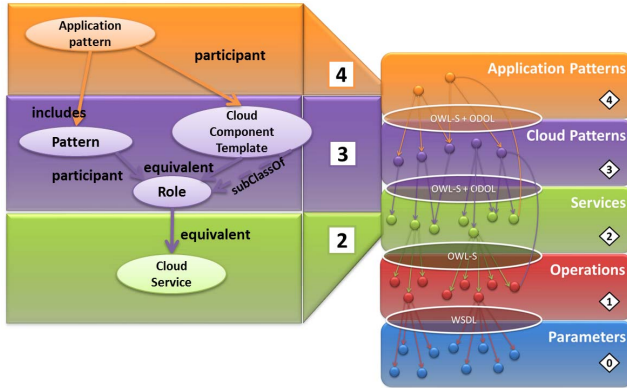 Application
pattern
participant
4
includes
Pattern
Cloud
Component
Template
participant
equivalent
subClassOf
Role
3
equivalent
2
Cloud
Service
Application Patterns
4
OWL-S + ODOL
Cloud Patterns
3
OWL-S + ODOL
Services
2
OWL-S
Operations
1
WSDL
Parameters
0